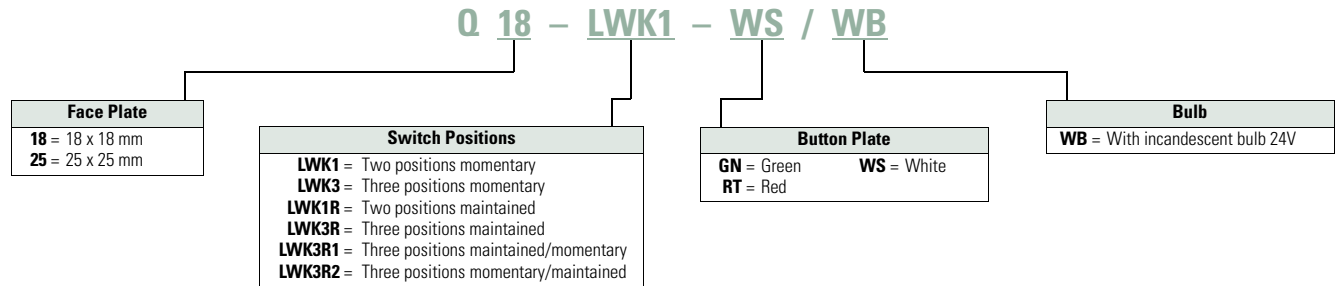 Q 18 – LWK1 – WS / WB
Face Plate
18 = 18 x 18 mm
25 = 25 x 25 mm
Switch Positions
LWK1 = Two positions momentary
LWK3 = Three positions momentary
LWK1R = Two positions maintained
LWK3R = Three positions maintained
LWK3R1 = Three positions maintained/momentary
LWK3R2 = Three positions momentary/maintained
Button Plate
GN = Green WS = White
RT = Red
Bulb
WB = With incandescent bulb 24V